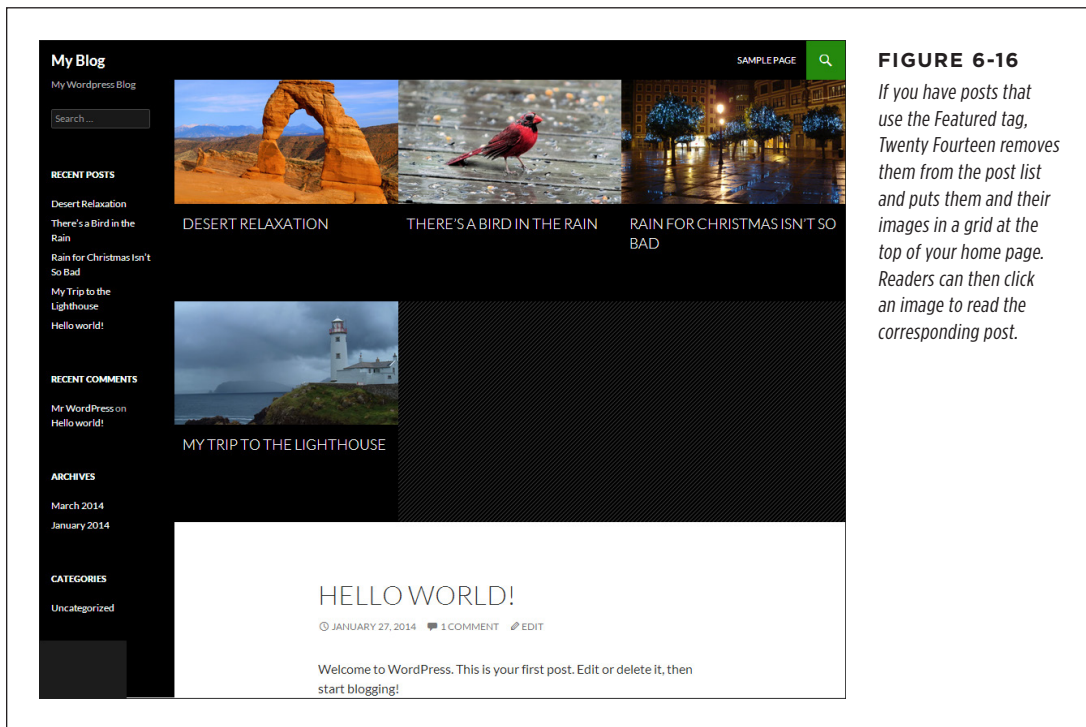 My Blog
SAMPLE PAGE
My Wordpress Blog
Search ...
RECENT POSTS
Desert Relaxation
There's a Bird in the
Rain
Rain for Christmas Isn't
So Bad
My Trip to the
Lighthouse
Hello world!
RECENT COMMENTS
Mr WordPress on
Hello world!
ARCHIVES
March 2014
January 2014
CATEGORIES
Uncategorized
DESERT RELAXATION
THERE'S A BIRD IN THE RAIN
RAIN FOR CHRISTMAS ISN'T SO
BAD
MY TRIP TO THE LIGHTHOUSE
HELLO WORLD!
JANUARY 27, 2014 1 COMMENT EDIT
Welcome to WordPress. This is your first post. Edit or delete it, then
start blogging!
FIGURE 6-16
If you have posts that
use the Featured tag,
Twenty Fourteen removes
them from the post list
and puts them and their
images in a grid at the
top of your home page.
Readers can then click
an image to read the
corresponding post.